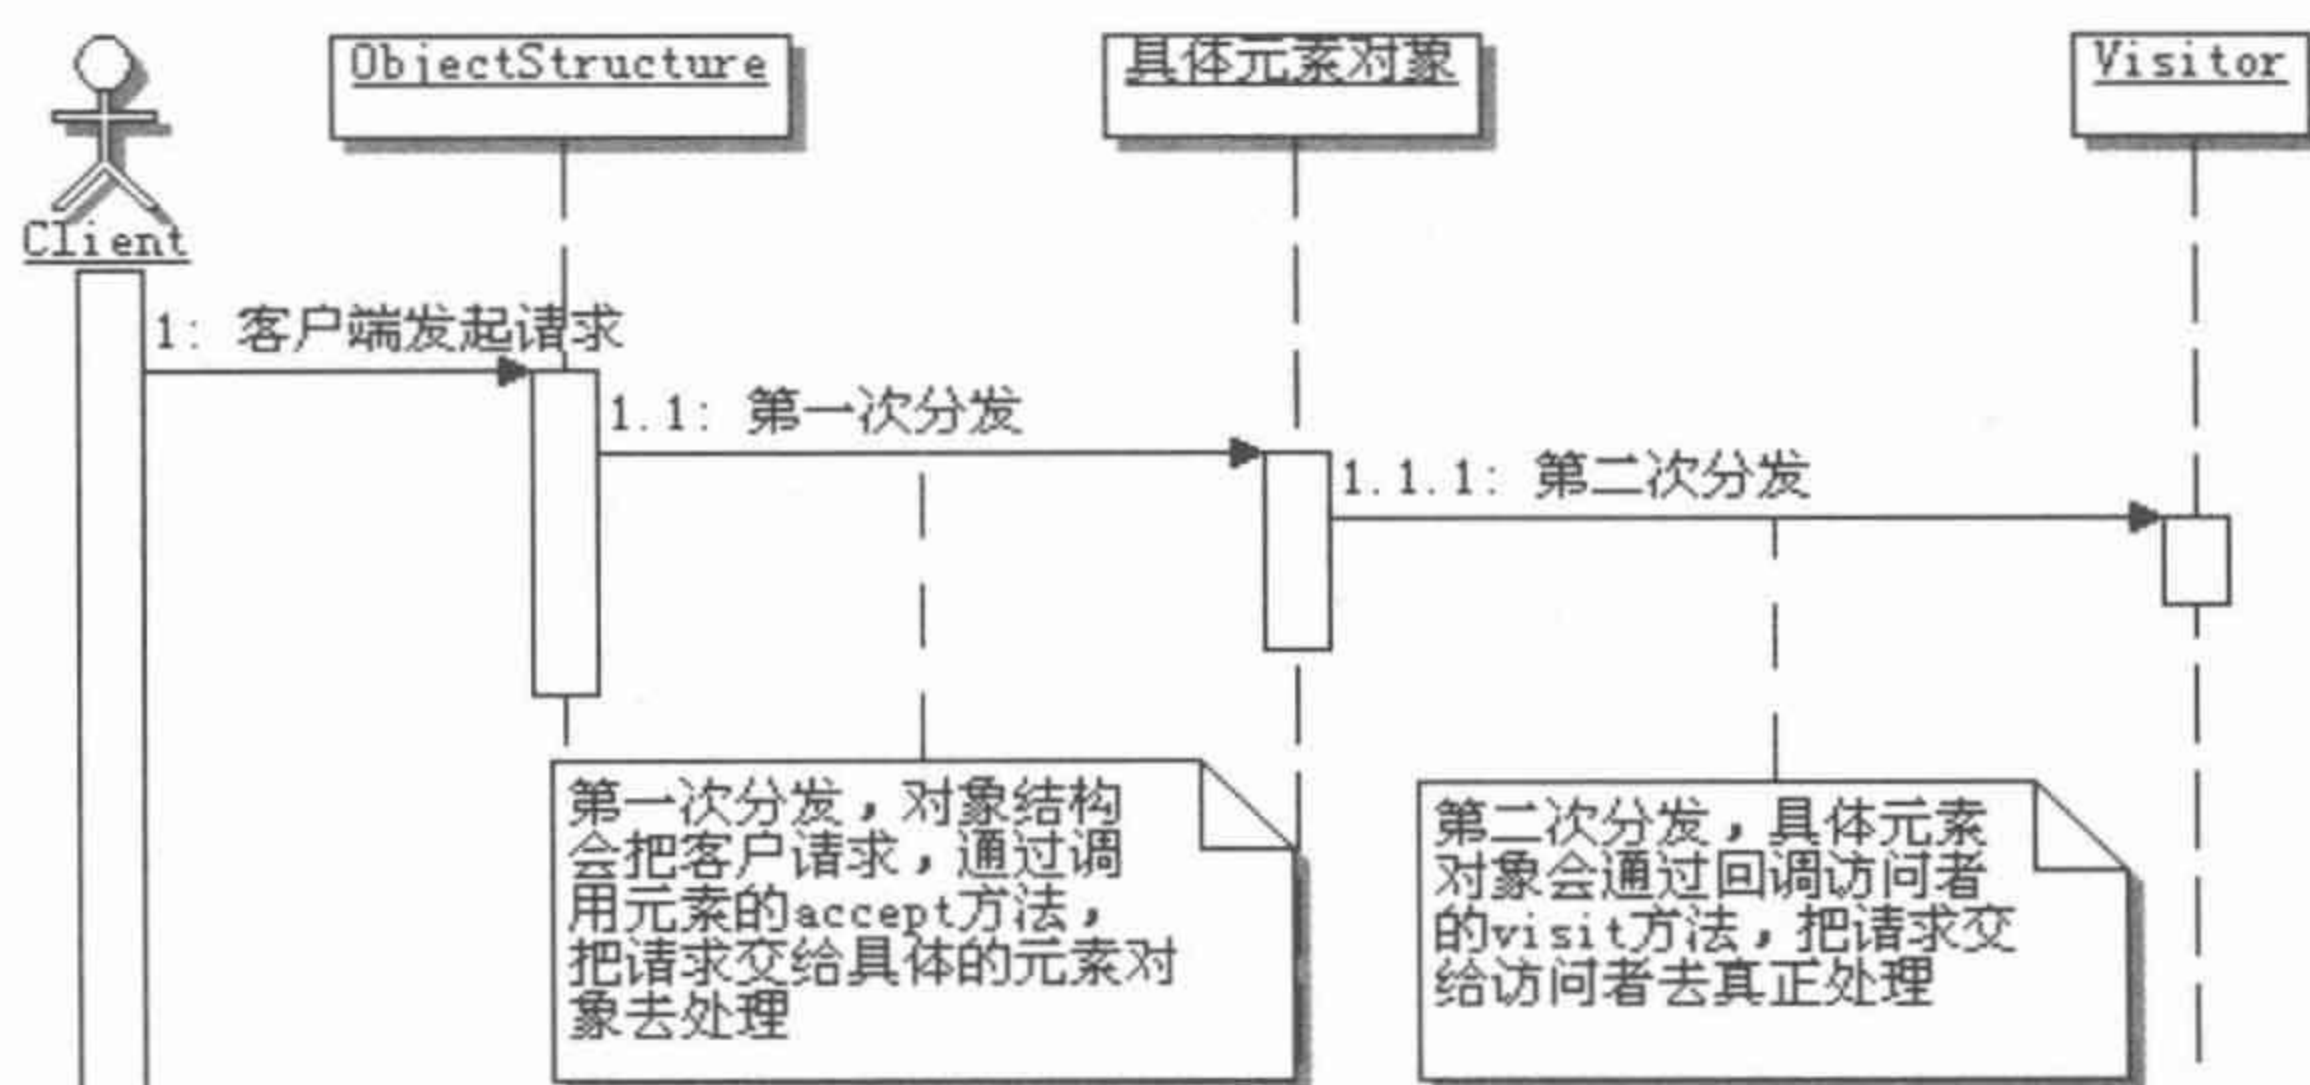 ObjectStructure
具体元素对象
Visitor
Client
1: 客户端发起请求
1.1: 第一次分发
1.1.1: 第二次分发
第一次分发，对象结构
会把客户请求，通过调
用元素的accept方法，
把请求交给具体的元素对
象去处理
第二次分发，具体元素
对象会通过回调访问者
的visit方法，把请求交
给访问者去真正处理